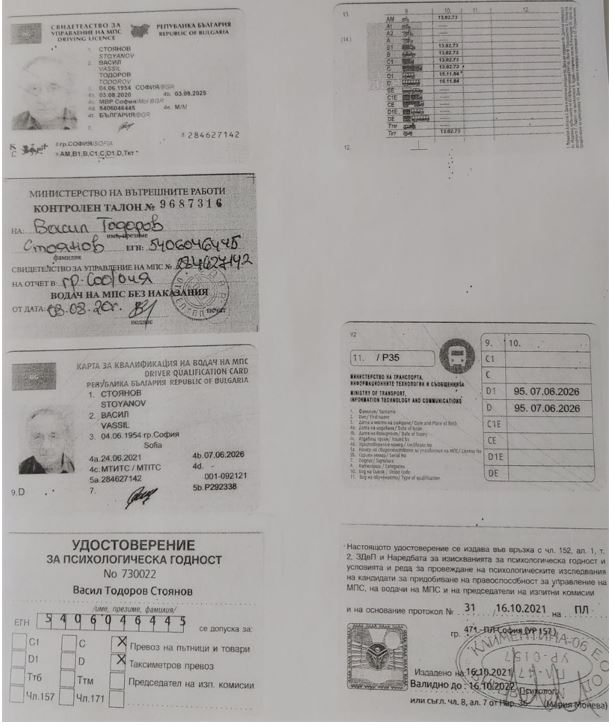 СВИДЕТЕЛСТВО ЗА
УПРАВЛЕНИЕ НА МПС
DRIVING LICENCE
РЕПУБЛИКА БЪЛГАРИЯ
REPUBLIC OF BULGARIA
1. СТОЯНОВ
STOYANOV
2. ВАСИЛ
VASSIL
ТОДОРОВ
TODOROV
3. 04.06.1954 СОФИЯ/BGR
4a. 03.08.2020 4b. 03.08.2025
4c. МВР София/MoI BGR
4d. 5406046445
БЪЛГАРИЯ/BGR
7.
5 284627142
8 гр.СОФИЯ/SOFIA
9 AM,B1,B,C1,C,D1,D,Ткт
МИНИСТЕРСТВО НА ВЪТРЕШНИТЕ РАБОТИ
КОНТРОЛЕН ТАЛОН № 9687316
НА: Васил Тодоров
име, презиме
Стоянов ЕГН: 5406046445
фамилия
СВИДЕТЕЛСТВО ЗА УПРАВЛЕНИЕ НА МПС № 284627142
НА ОТЧЕТ В гр. София
ВОДАЧ НА МПС БЕЗ НАКАЗАНИЯ
ОТ ДАТА: 03.08.20г.
подпис печат
КАРТА ЗА КВАЛИФИКАЦИЯ НА ВОДАЧ НА МПС
DRIVER QUALIFICATION CARD
РЕПУБЛИКА БЪЛГАРИЯ REPUBLIC OF BULGARIA
1. СТОЯНОВ
STOYANOV
2. ВАСИЛ
VASSIL
3. 04.06.1954 гр.София
Sofia
4a.24.06.2021 4b.07.06.2026
4c.МТИТС / MTITC 4d. -
5a.284627142 001-092121
7. 5b.P292338
9.D
УДОСТОВЕРЕНИЕ
ЗА ПСИХОЛОГИЧЕСКА ГОДНОСТ
No 730022
Васил Тодоров Стоянов
/име, презиме, фамилия/
ЕГН 5406046445 се допуска за:
C1 C X Превоз на пътници и товари
D1 D X Таксиметров превоз
Ттб Ттм Председател на изп. комисии
Чл.157 Чл.171
13. 9. 10. 11. 12.
(14)
AM 13.02.73
A1
A2
A
B1 13.02.73
B 13.02.73
C1 13.02.73
C 13.02.73
D1 15.11.84
D 15.11.84
BE
C1E
CE
D1E
DE
Ттм
Ткт 13.02.73
12.
11. / P35
МИНИСТЕРСТВО НА ТРАНСПОРТА,
ИНФОРМАЦИОННИТЕ ТЕХНОЛОГИИ И СЪОБЩЕНИЯТА
MINISTRY OF TRANSPORT,
INFORMATION TECHNOLOGY AND COMMUNICATIONS
1. Фамилия / Surname
9. 10.
C1
C
D1 95. 07.06.2026
D 95. 07.06.2026
C1E
CE
D1E
DE
Настоящото удостоверение се издава във връзка с чл. 152, ал. 1, т.
2, ЗДвП и Наредбата за изискванията за психологическа годност и
условията и реда за провеждане на психологическите изследвания
на кандидати за придобиване на правоспособност за управление на
МПС, на водачи на МПС и на председатели на изпитни комисии
и на основание протокол № 31 16.10.2021 на ПЛ
гр. 471 - ПЛ София (УР 157)
Издадено на 16.10.2021
Валидно до 16.10.2022
Психолог:
или съгл. чл. 8, ал. 7 от Нар. 36 (Мария Монева)